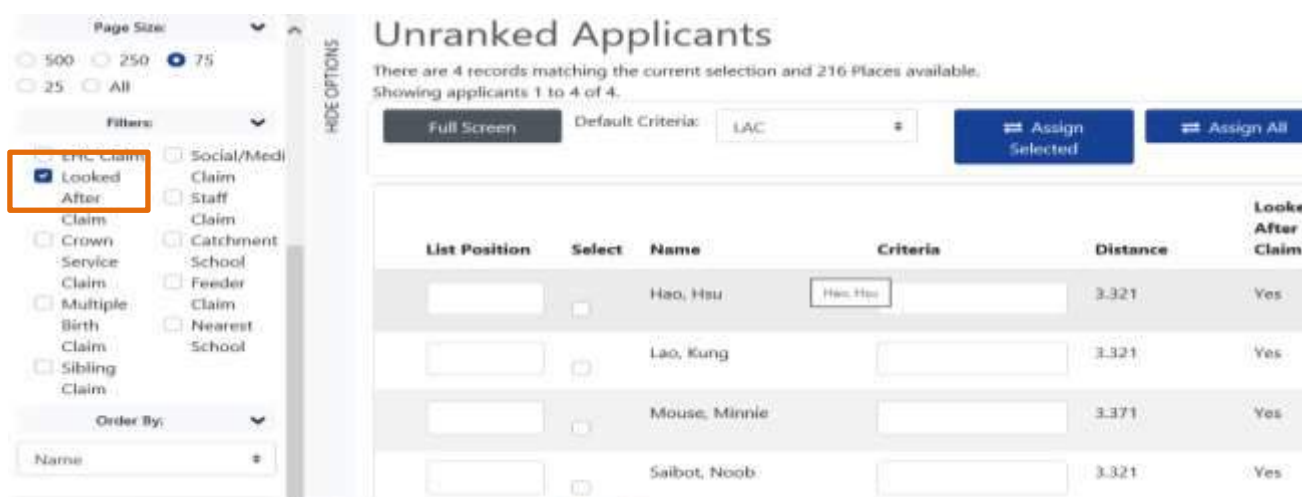 Page Size:
500 250 75
25 All
Filters:
EHC Claim
Looked
After
Claim
Crown
Service
Claim
Multiple
Birth
Claim
Sibling
Claim
Social/Medi
Claim
Staff
Claim
Catchment
School
Feeder
Claim
Nearest
School
Order By:
Name
HIDE OPTIONS
Unranked Applicants
There are 4 records matching the current selection and 216 Places available.
Showing applicants 1 to 4 of 4.
Full Screen Default Criteria: LAC Assign Selected Assign All
List Position Select Name Criteria Distance Looke After Claim
Hao, Hsu Hao, Hsu 3.321 Yes
Lao, Kung 3.321 Yes
Mouse, Minnie 3.371 Yes
Saibot, Noob 3.321 Yes